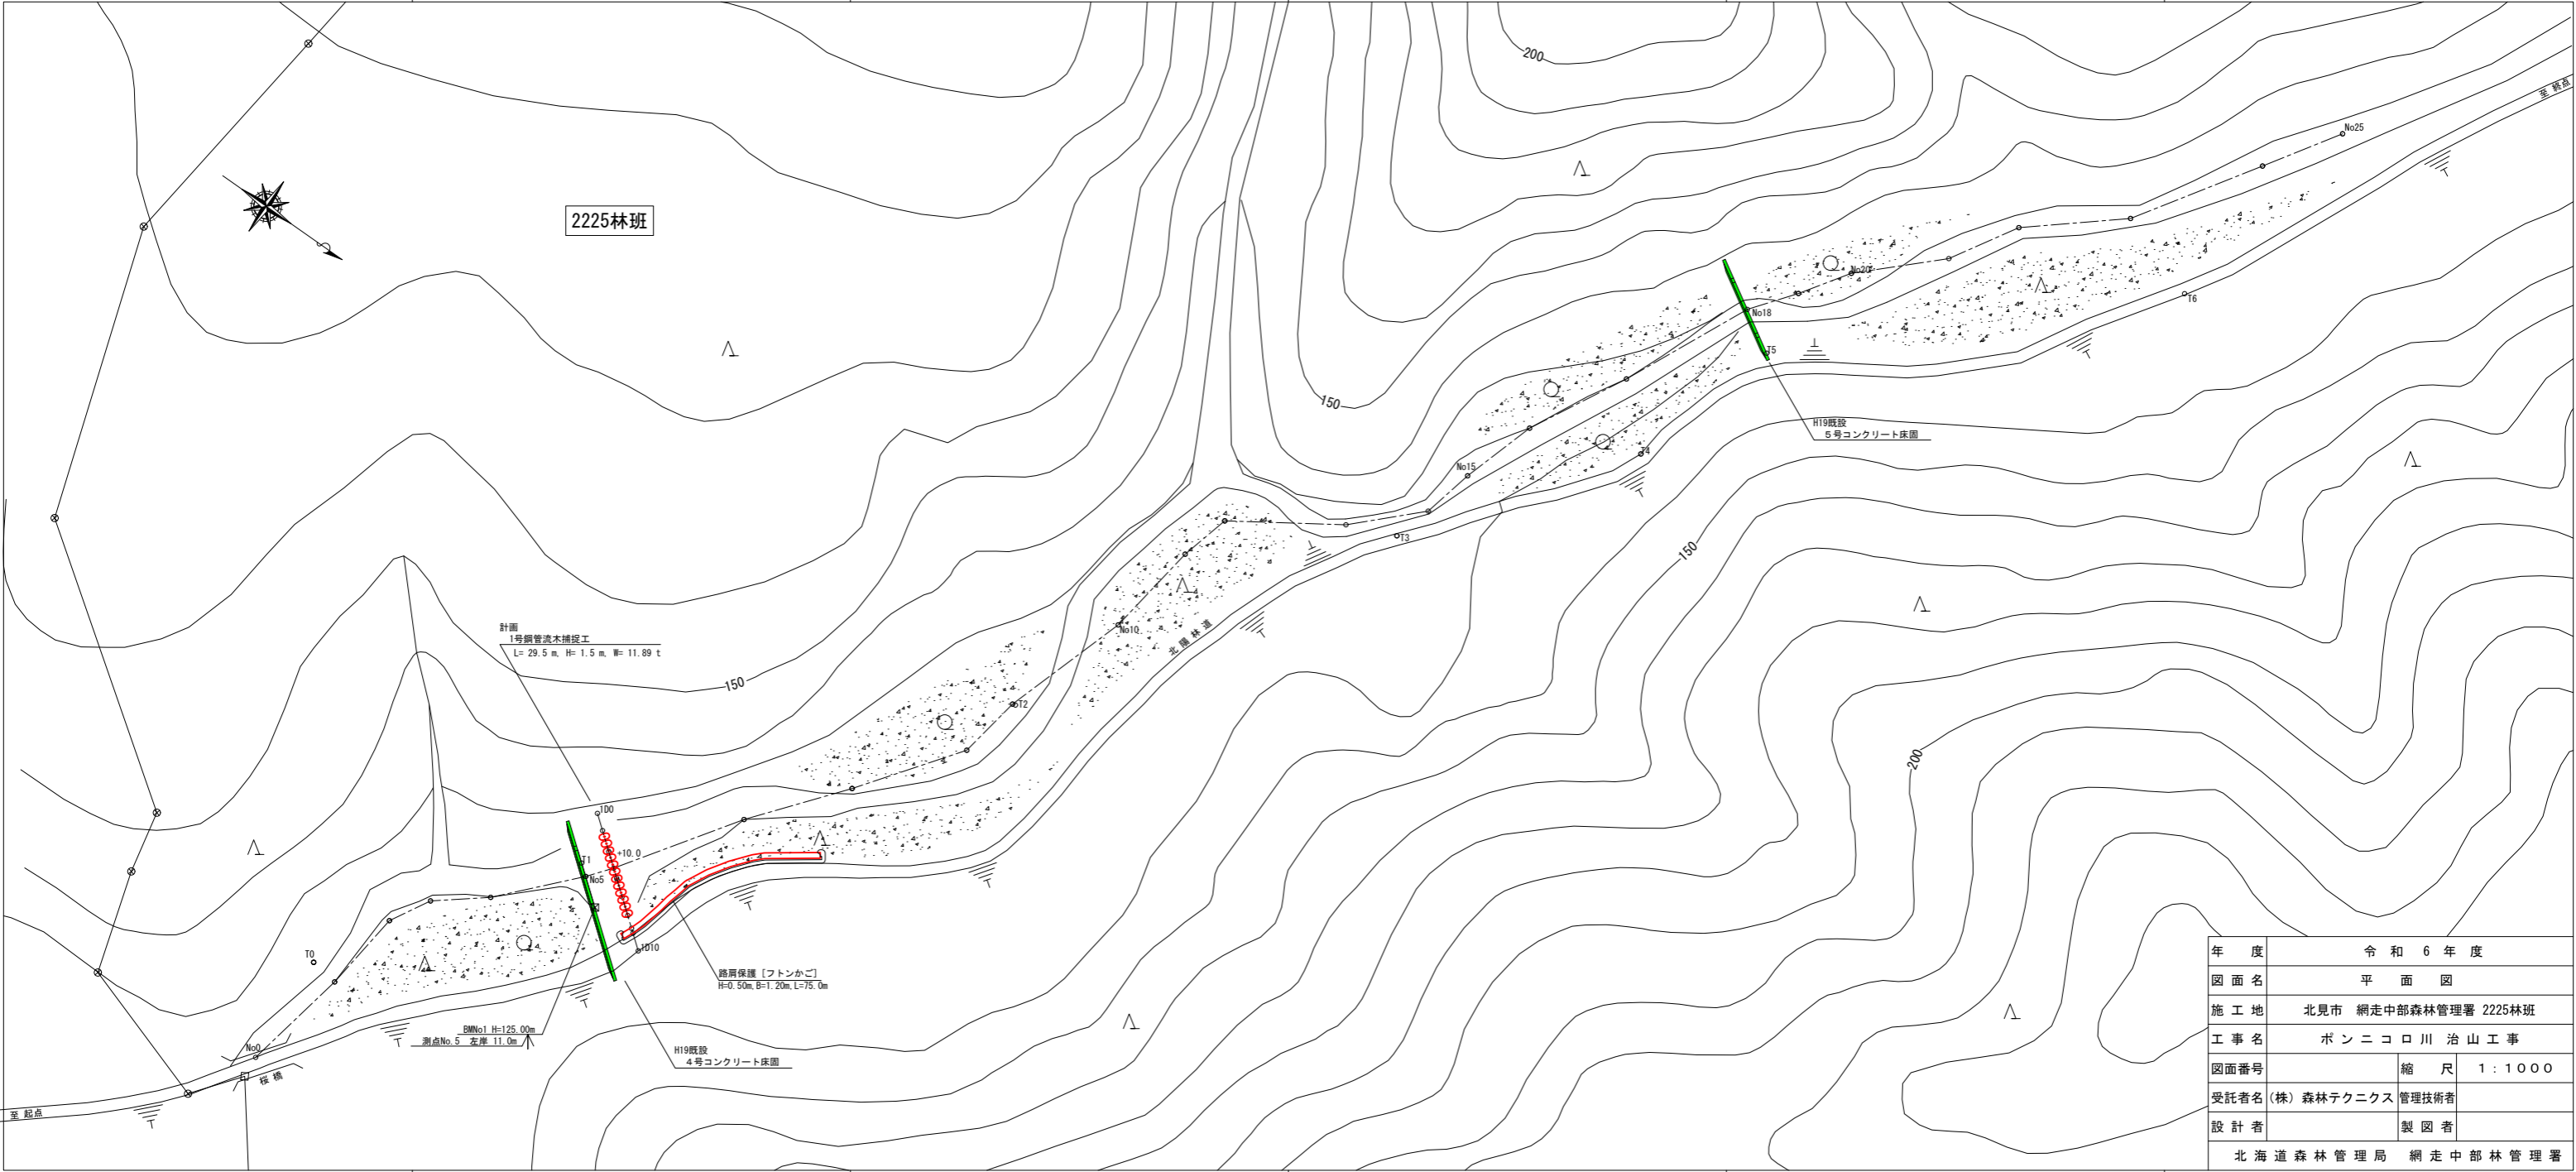 200
至 終点
No25
2225林班
No20
T6
No18
T5
150
H19既設
5号コンクリート床固
T4
No15
T3
150
計画
1号鋼管流木捕捉工
L= 29.5 m, H= 1.5 m, W= 11.89 t
No10
北陽林道
150
T2
200
1D0
+10.0
T1
No5
1D10
T0
路肩保護 [フトンかご]
H=0.50m, B=1.20m, L=75.0m
BMNo1 H=125.00m
測点No.5 左岸 11.0m
No0
H19既設
4号コンクリート床固
桜橋
至 起点
年 度 令和 6 年度
図面名 平 面 図
施工地 北見市 網走中部森林管理署 2225林班
工事名 ポンニコロ川 治山工事
図面番号 縮 尺 1:1000
受託者名 (株) 森林テクニクス 管理技術者
設計者 製図者
北海道森林管理局 網走中部林管理署